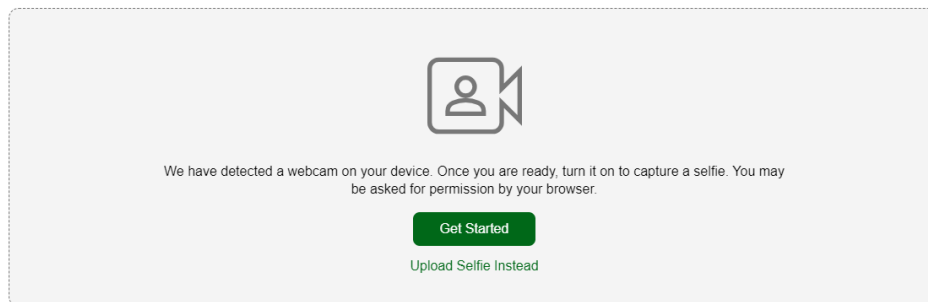 We have detected a webcam on your device. Once you are ready, turn it on to capture a selfie. You may
be asked for permission by your browser.
Get Started
Upload Selfie Instead